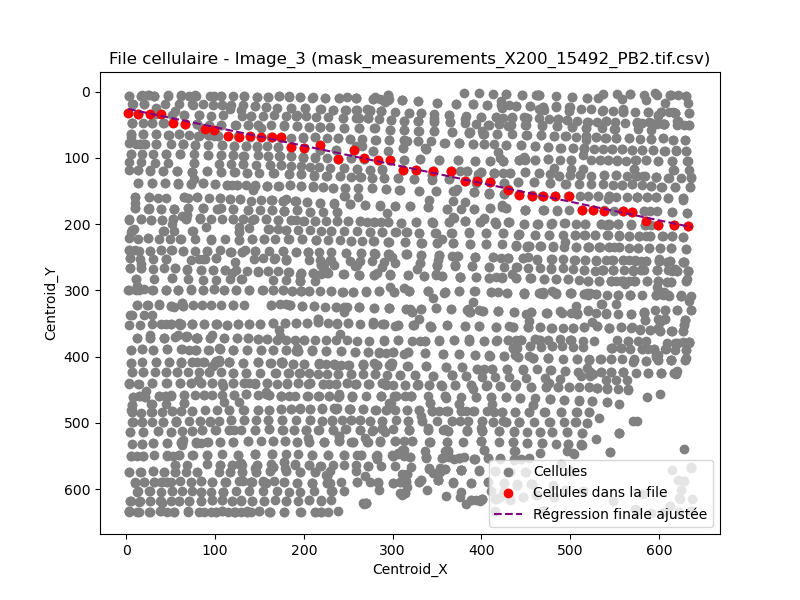 File cellulaire - Image_3 (mask_measurements_X200_15492_PB2.tif.csv)
0
100
200
300
400
500
600
Centroid_Y
0
100
200
300
400
500
600
Centroid_X
Cellules
Cellules dans la file
Régression finale ajustée